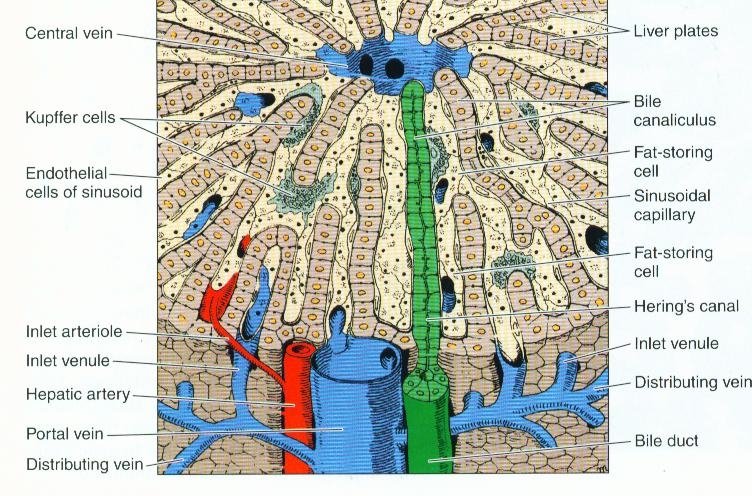 Central vein
Kupffer cells
Endothelial
cells of sinusoid
Inlet arteriole
Inlet venule
Hepatic artery
Portal vein
Distributing vein
Liver plates
Bile
canaliculus
Fat-storing
cell
Sinusoidal
capillary
Fat-storing
cell
Hering's canal
Inlet venule
Distributing vein
Bile duct